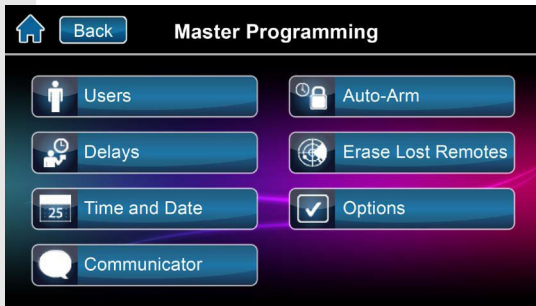 Back
Master Programming
Users
Auto-Arm
Delays
Erase Lost Remotes
25
Time and Date
Options
Communicator